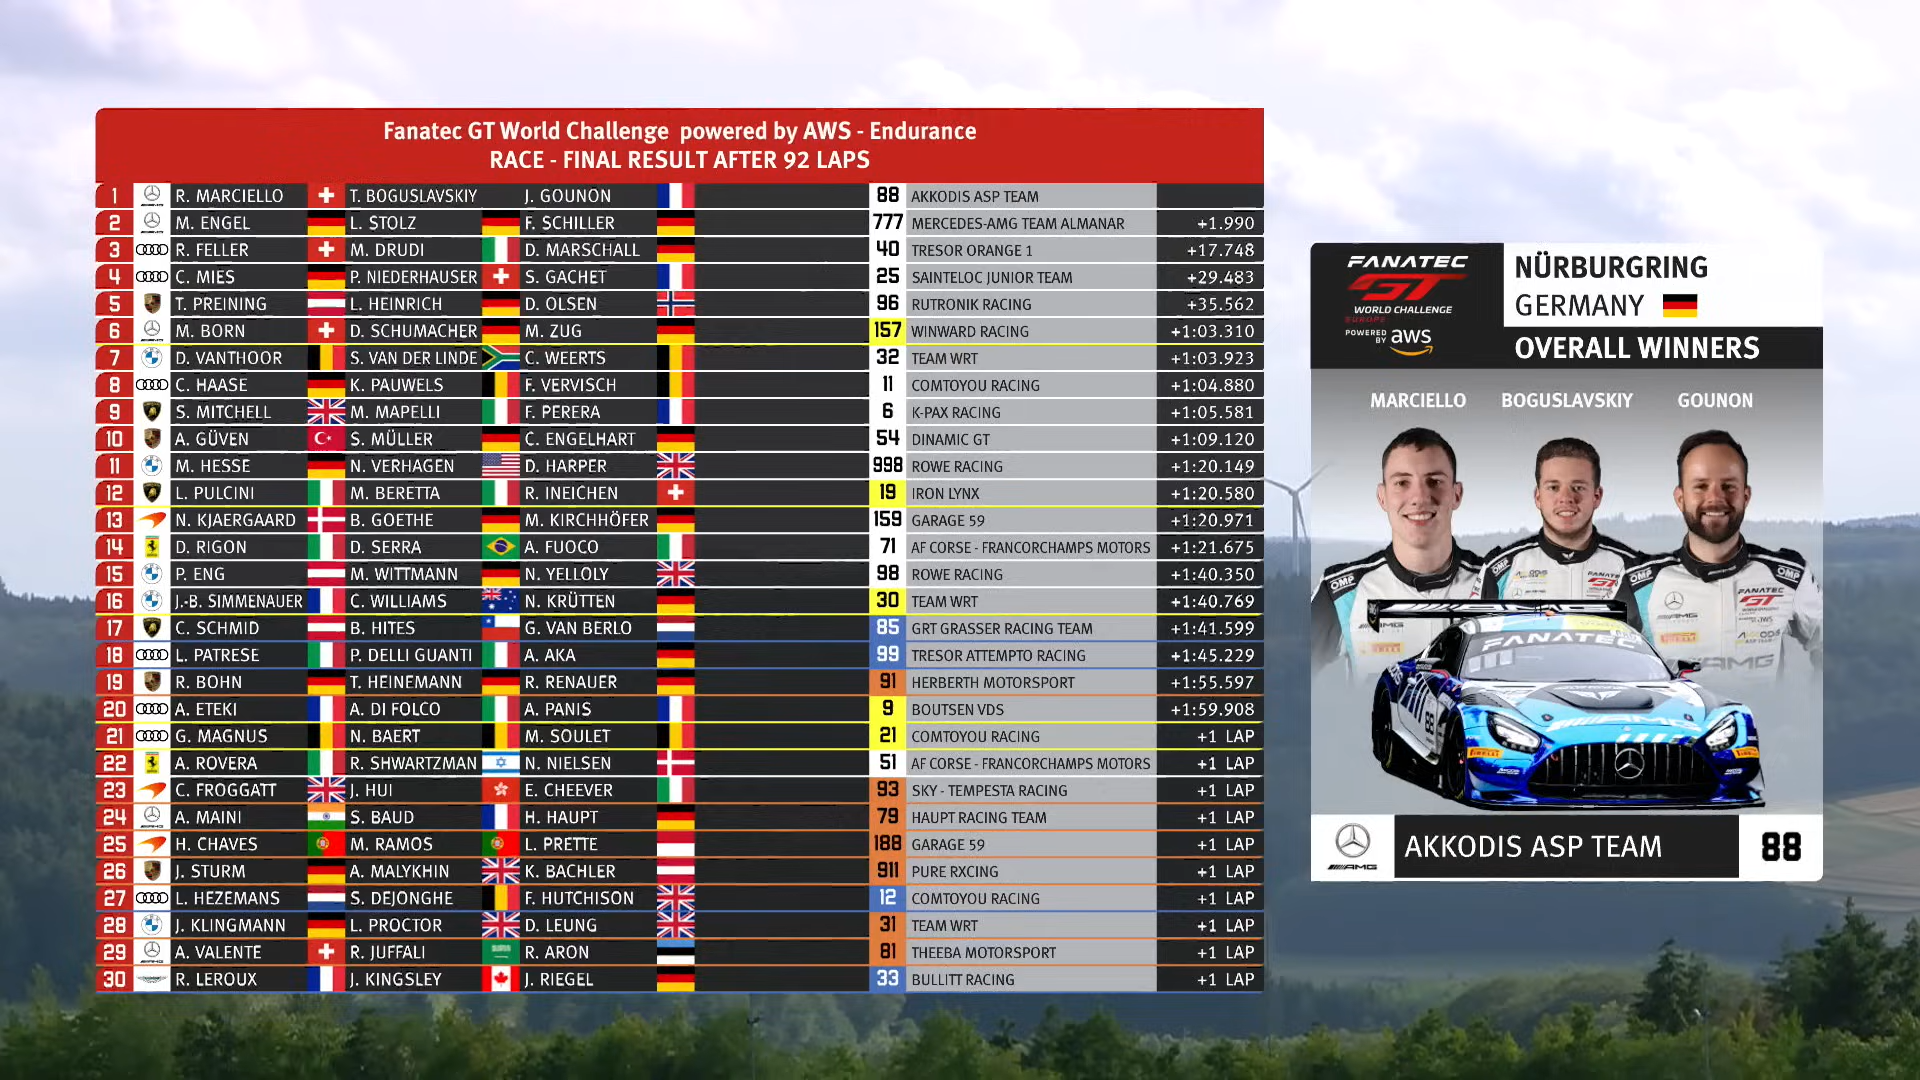 Fanatec GT World Challenge powered by AWS - Endurance
RACE - FINAL RESULT AFTER 92 LAPS
1 R. MARCIELLO T. BOGUSLAVSKIY J. GOUNON 88 AKKODIS ASP TEAM
2 M. ENGEL L. STOLZ F. SCHILLER 777 MERCEDES-AMG TEAM ALMANAR +1.990
3 R. FELLER M. DRUDI D. MARSCHALL 40 TRESOR ORANGE 1 +17.748
4 C. MIES P. NIEDERHAUSER S. GACHET 25 SAINTELOC JUNIOR TEAM +29.483
5 T. PREINING L. HEINRICH D. OLSEN 96 RUTRONIK RACING +35.562
6 M. BORN D. SCHUMACHER M. ZUG 157 WINWARD RACING +1:03.310
7 D. VANTHOOR S. VAN DER LINDE C. WEERTS 32 TEAM WRT +1:03.923
8 C. HAASE K. PAUWELS F. VERVISCH 11 COMTOYOU RACING +1:04.880
9 S. MITCHELL M. MAPELLI F. PERERA 6 K-PAX RACING +1:05.581
10 A. GÜVEN S. MÜLLER C. ENGELHART 54 DINAMIC GT +1:09.120
11 M. HESSE N. VERHAGEN D. HARPER 998 ROWE RACING +1:20.149
12 L. PULCINI M. BERETTA R. INEICHEN 19 IRON LYNX +1:20.580
13 N. KJAERGAARD B. GOETHE M. KIRCHHÖFER 159 GARAGE 59 +1:20.971
14 D. RIGON D. SERRA A. FUOCO 71 AF CORSE - FRANCORCHAMPS MOTORS +1:21.675
15 P. ENG M. WITTMANN N. YELLOLY 98 ROWE RACING +1:40.350
16 J.-B. SIMMENAUER C. WILLIAMS N. KRÜTTEN 30 TEAM WRT +1:40.769
17 C. SCHMID B. HITES G. VAN BERLO 85 GRT GRASSER RACING TEAM +1:41.599
18 L. PATRESE P. DELLI GUANTI A. AKA 99 TRESOR ATTEMPTO RACING +1:45.229
19 R. BOHN T. HEINEMANN R. RENAUER 91 HERBERTH MOTORSPORT +1:55.597
20 A. ETEKI A. DI FOLCO A. PANIS 9 BOUTSEN VDS +1:59.908
21 G. MAGNUS N. BAERT M. SOULET 21 COMTOYOU RACING +1 LAP
22 A. ROVERA R. SHWARTZMAN N. NIELSEN 51 AF CORSE - FRANCORCHAMPS MOTORS +1 LAP
23 C. FROGGATT J. HUI E. CHEEVER 93 SKY - TEMPESTA RACING +1 LAP
24 A. MAINI S. BAUD H. HAUPT 79 HAUPT RACING TEAM +1 LAP
25 H. CHAVES M. RAMOS L. PRETTE 188 GARAGE 59 +1 LAP
26 J. STURM A. MALYKHIN K. BACHLER 911 PURE RXCING +1 LAP
27 L. HEZEMANS S. DEJONGHE F. HUTCHISON 12 COMTOYOU RACING +1 LAP
28 J. KLINGMANN L. PROCTOR D. LEUNG 31 TEAM WRT +1 LAP
29 A. VALENTE R. JUFFALI R. ARON 81 THEEBA MOTORSPORT +1 LAP
30 R. LEROUX J. KINGSLEY J. RIEGEL 33 BULLITT RACING +1 LAP
FANATEC
GT
WORLD CHALLENGE
EUROPE
POWERED BY aws
NÜRBURGRING
GERMANY
OVERALL WINNERS
MARCIELLO BOGUSLAVSKIY GOUNON
OMP OMP OMP
FANATEC
AMG
AMG
AKKODIS ASP TEAM 88